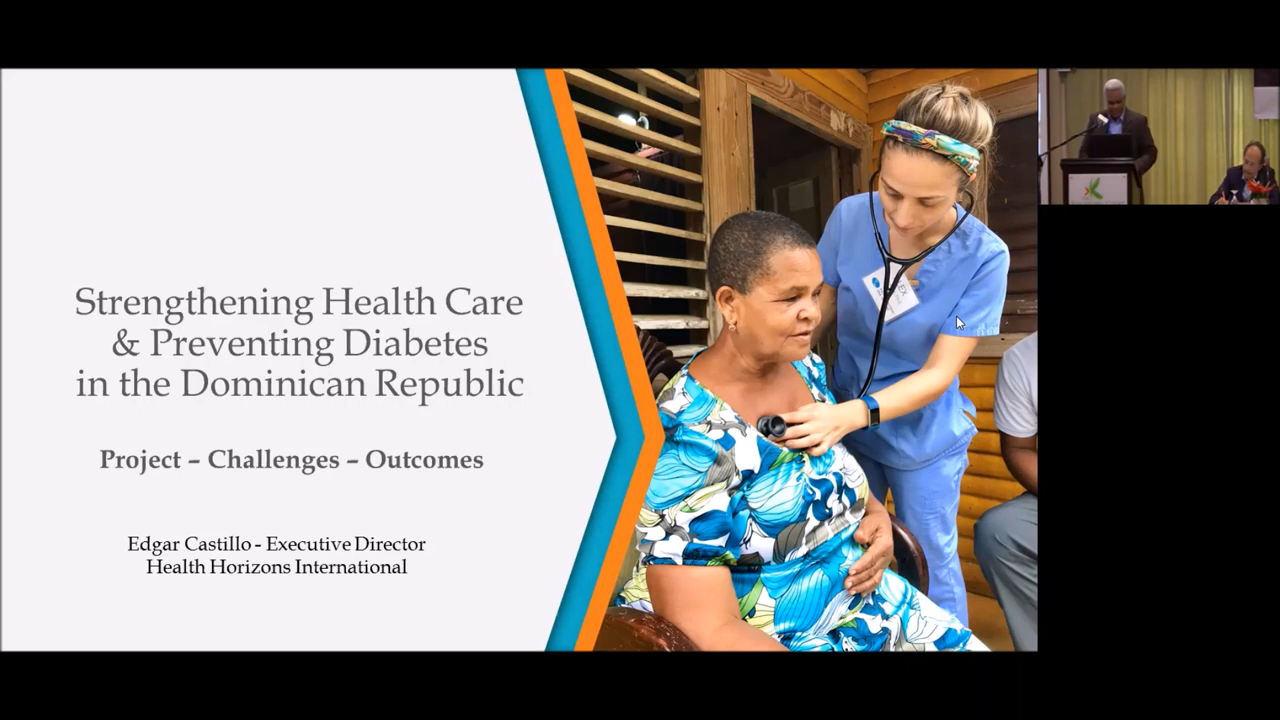 Strengthening Health Care
& Preventing Diabetes
in the Dominican Republic
Project – Challenges – Outcomes
Edgar Castillo - Executive Director
Health Horizons International